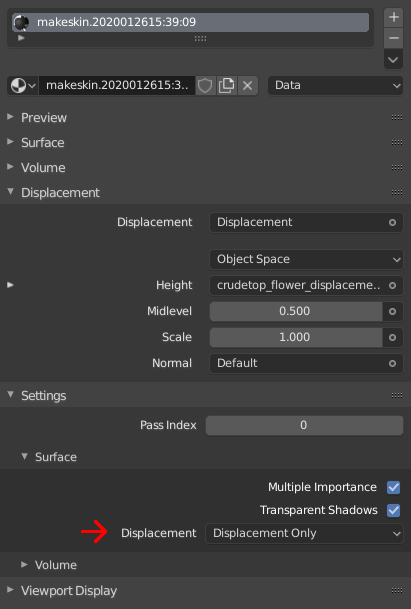 makeskin.2020012615:39:09
makeskin.2020012615:3.. Data
Preview
Surface
Volume
Displacement
Displacement Displacement
Object Space
Height crudetop_flower_displaceme..
Midlevel 0.500
Scale 1.000
Normal Default
Settings
Pass Index 0
Surface
Multiple Importance
Transparent Shadows
Displacement Displacement Only
Volume
Viewport Display